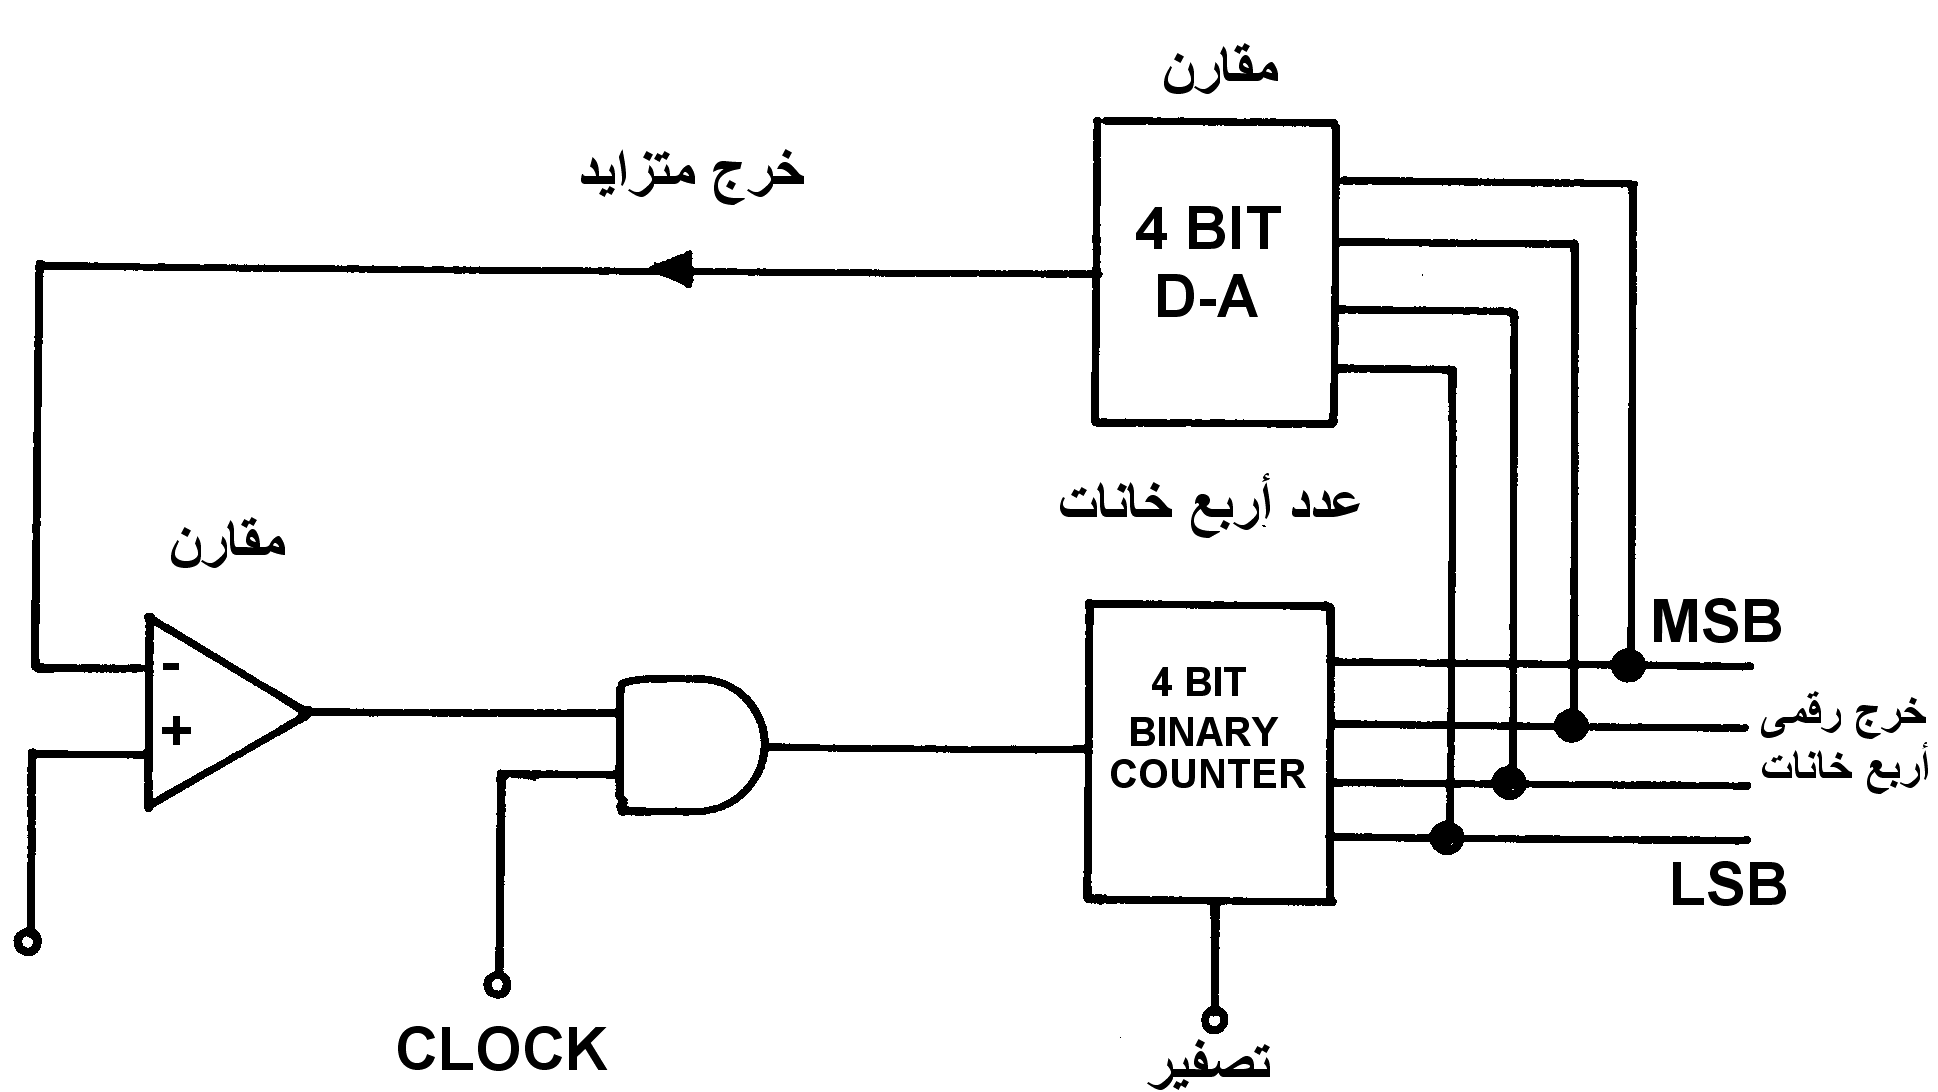 مقارن
خرج متزايد
4 BIT
D-A
عدد أربع خانات
مقارن
-
+
MSB
4 BIT
BINARY
COUNTER
خرج رقمى
أربع خانات
LSB
CLOCK
تصفير